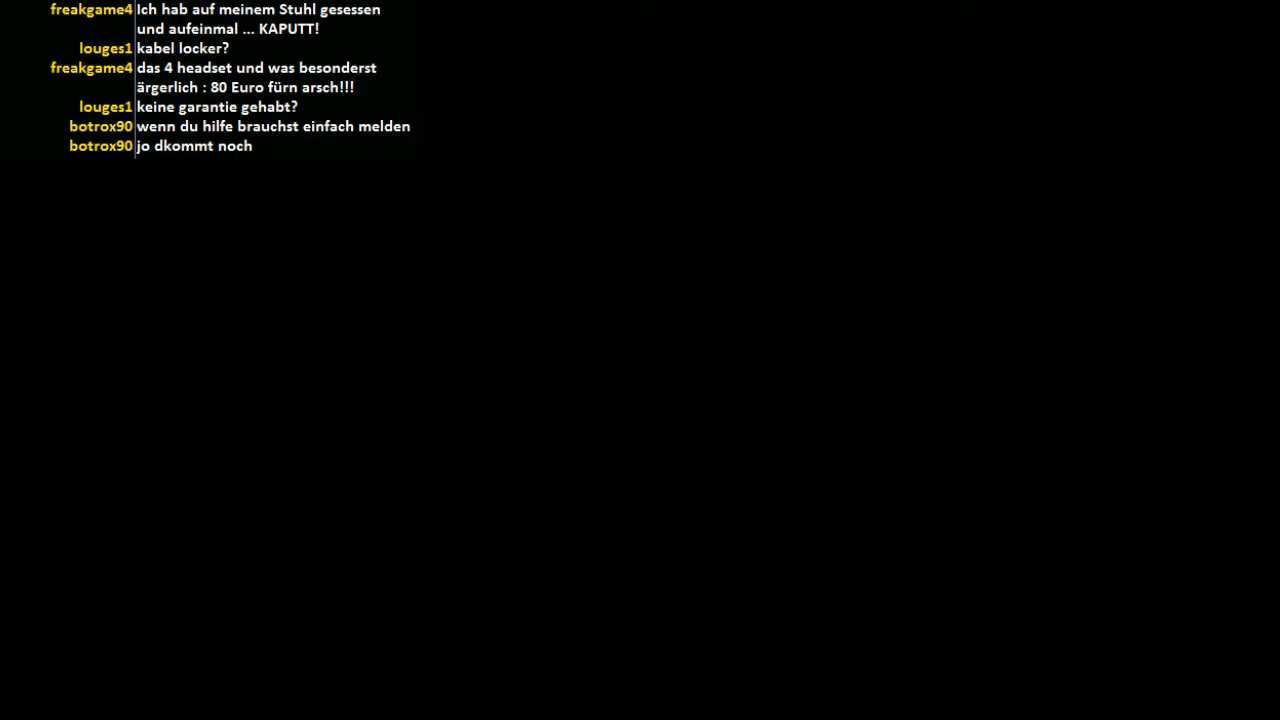 freakgame4 Ich hab auf meinem Stuhl gesessen
und aufeinmal ... KAPUTT!
louges1 kabel locker?
freakgame4 das 4 headset und was besonderst
ärgerlich : 80 Euro fürn arsch!!!
louges1 keine garantie gehabt?
botrox90 wenn du hilfe brauchst einfach melden
botrox90 jo dkommt noch